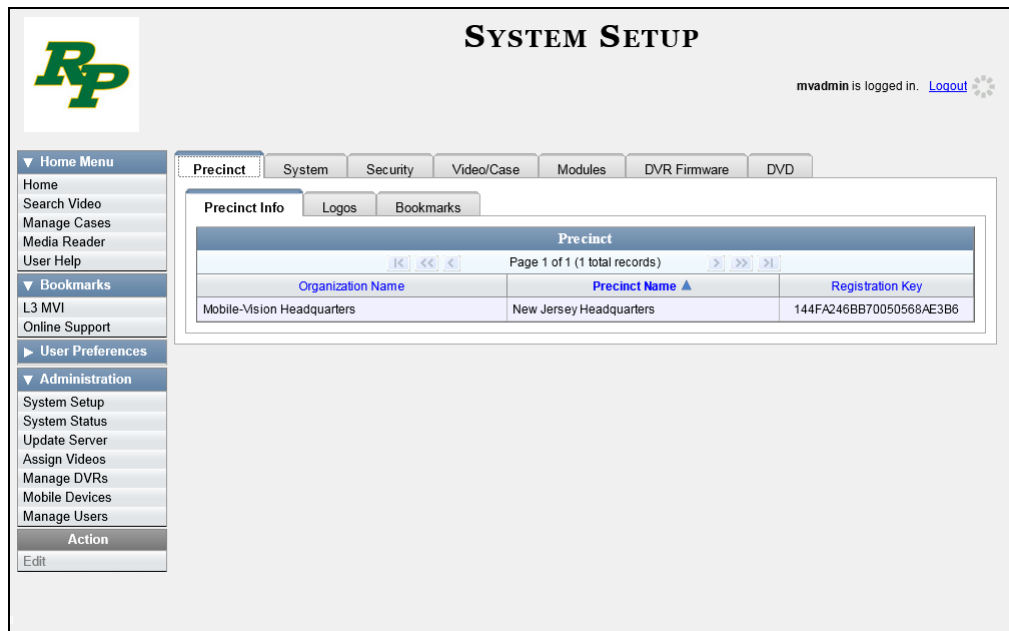 RP
SYSTEM SETUP
mvadmin is logged in. Logout
▼ Home Menu
Home
Search Video
Manage Cases
Media Reader
User Help
▼ Bookmarks
L3 MVI
Online Support
► User Preferences
▼ Administration
System Setup
System Status
Update Server
Assign Videos
Manage DVRs
Mobile Devices
Manage Users
Action
Edit
Precinct System Security Video/Case Modules DVR Firmware DVD
Precinct Info Logos Bookmarks
Precinct
Page 1 of 1 (1 total records)
Organization Name Precinct Name ▲ Registration Key
Mobile-Vision Headquarters New Jersey Headquarters 144FA246BB70050568AE3B6